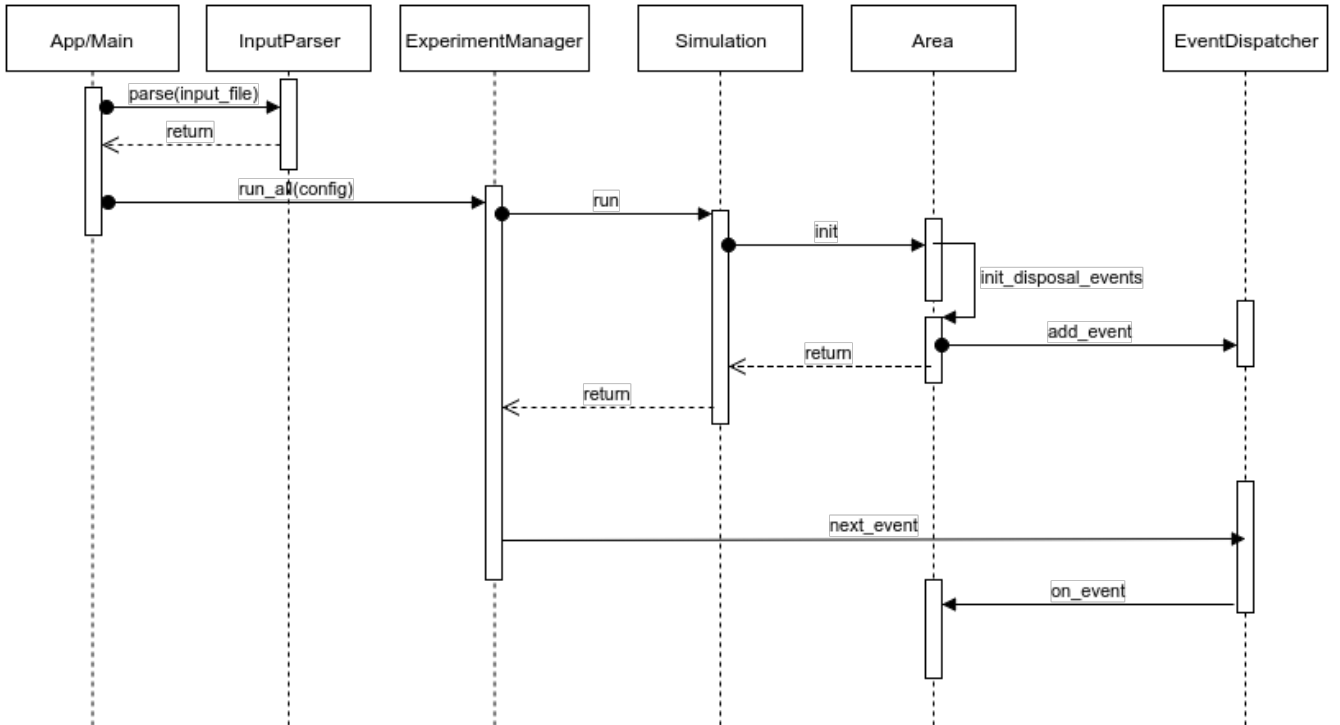 App/Main
InputParser
ExperimentManager
Simulation
Area
EventDispatcher
parse(input_file)
return
run_all(config)
run
init
init_disposal_events
add_event
return
return
next_event
on_event